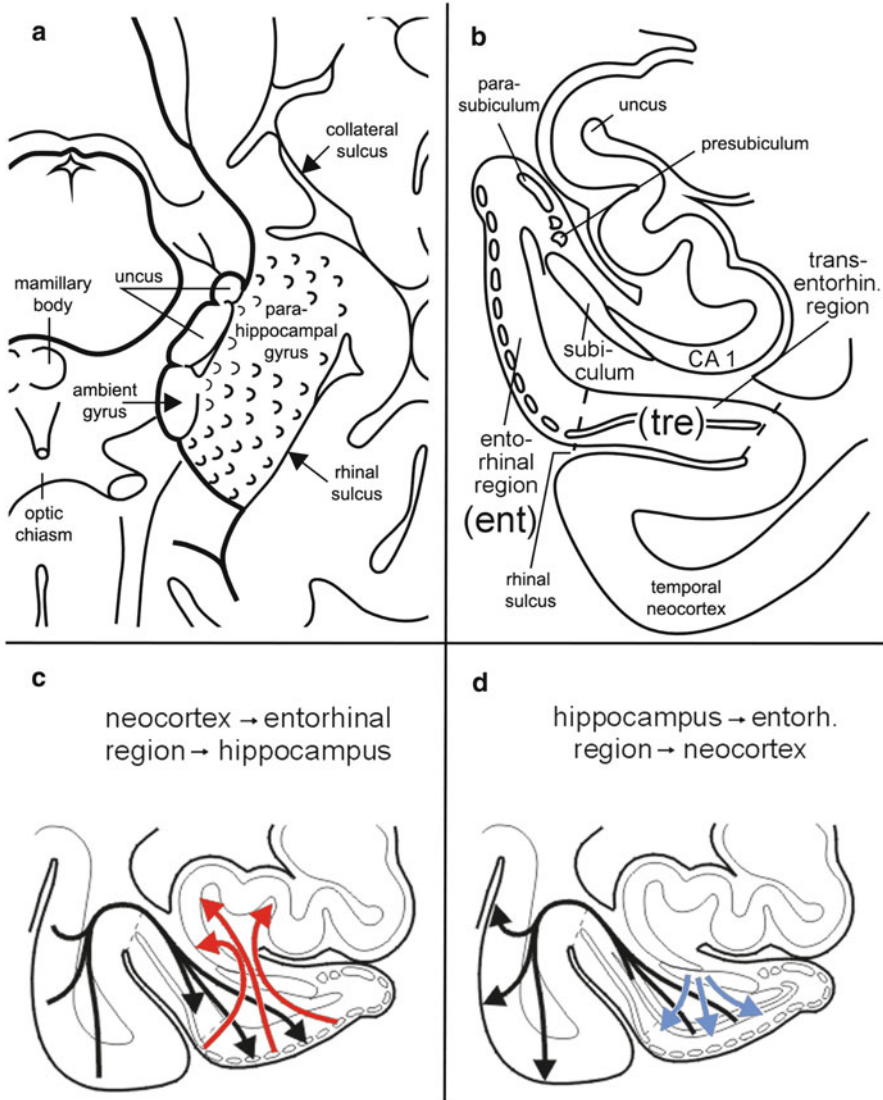 a
collateral
sulcus
uncus
mamillary
body
para-
hippocampal
gyrus
ambient
gyrus
rhinal
sulcus
optic
chiasm
b
para-
subiculum
uncus
presubiculum
trans-
entorhin.
region
subi-
culum
CA 1
(tre)
ento-
rhinal
region
(ent)
rhinal
sulcus
temporal
neocortex
c
neocortex → entorhinal
region → hippocampus
d
hippocampus → entorh.
region → neocortex